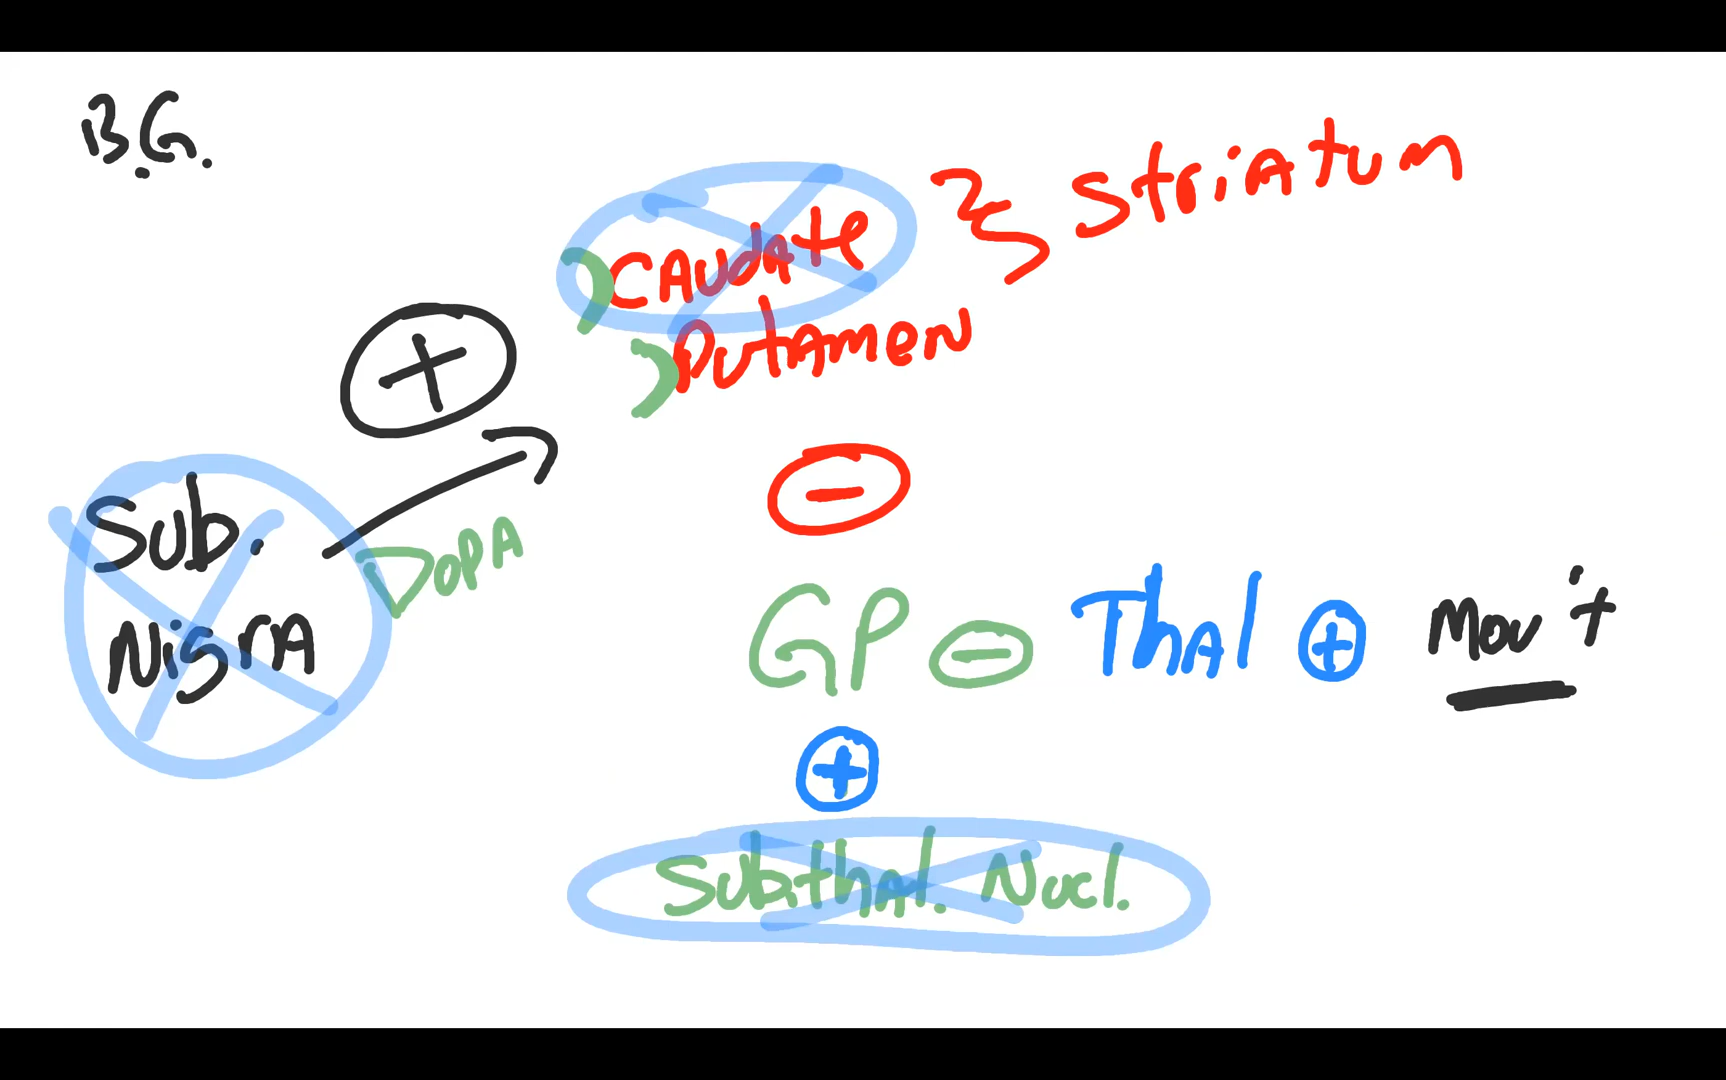 B.G.
CAUdAte
PUtAmeN
StriAtum
+
Sub.
NigrA
DOPA
−
GP − ThAl + Mov't
+
Subthal. Nucl.